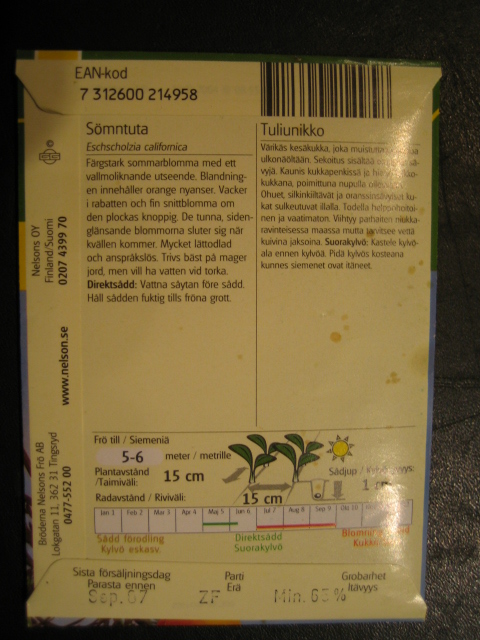 EAN-kod
7 312600 214958
Sömntuta
Eschscholzia californica
Färgstark sommarblomma med ett
vallmoliknande utseende. Blandning-
en innehåller orange nyanser. Vacker
i rabatten och fin snittblomma om
den plockas knoppig. De tunna, siden-
glänsande blommorna sluter sig när
kvällen kommer. Mycket lättodlad
och anspråkslös. Trivs bäst på mager
jord, men vill ha vatten vid torka.
Direktsådd: Vattna såytan före sådd.
Håll sådden fuktig tills fröna grott.
Tuliunikko
Värikäs kesäkukka, joka muistuttaa
ulkonäöltään. Sekoitus sisältää
vyjä. Kaunis kukkapenkissä ja
kukkana, poimittuna nupulla
Ohuet, silkinkiiltävät ja oranssinsävyiset
kat sulkeutuvat illalla. Todella helppohoitoi-
nen ja vaatimaton. Viihtyy parhaiten niukka-
ravinteisessa maassa mutta tarvitsee vettä
kuivina jaksoina. Suorakylvö: Kastele kylvö-
ala ennen kylvöä. Pidä kylvös kosteana
kunnes siemenet ovat itäneet.
Nelsons OY
Finland/Suomi
0207 4399 70
www.nelson.se
Bröderna Nelsons Frö AB
Lokgatan 11, 362 31 Tingsryd
0477-552 00
Frö till / Siemeniä
5-6 meter / metrille
Plantavstånd
/Taimiväli: 15 cm
Radavstånd / Riviväli: 15 cm
Sådjup /
1
Jan 1 Feb 2 Mar 3 Apr 4 Maj 5 Jun 6 Jul 7 Aug 8 Sep 9 Okt 10
Sådd förodling
Kylvö eskasv.
Direktsådd
Suorakylvö
Sista försäljningsdag
Parasta ennen
Sep. 07
Parti
Erä
ZF
Grobarhet
Itävyys
Min. 65 %